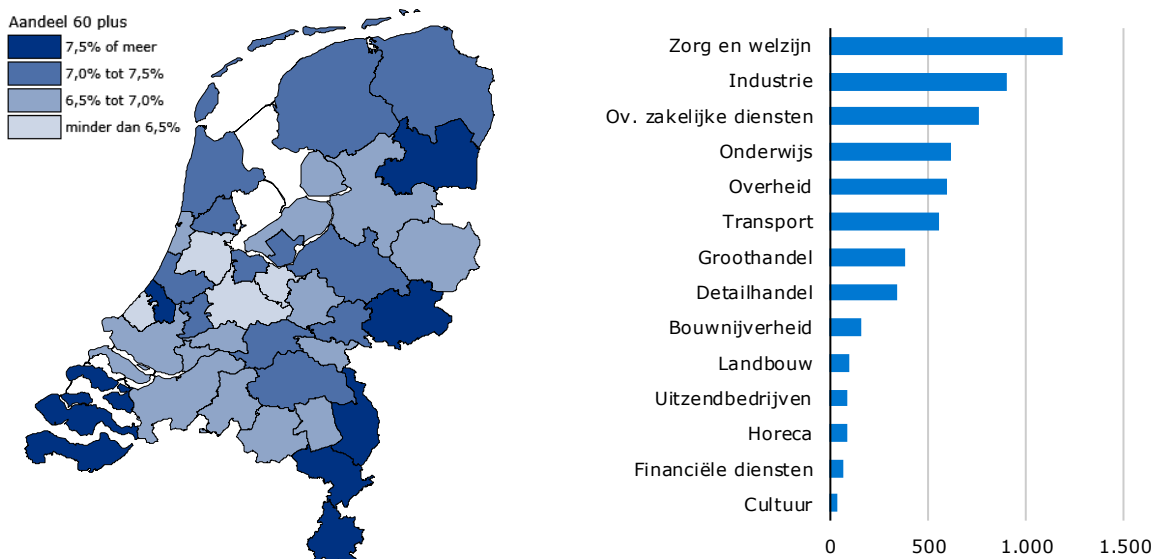 Aandeel 60 plus
7,5% of meer
7,0% tot 7,5%
6,5% tot 7,0%
minder dan 6,5%
Zorg en welzijn
Industrie
Ov. zakelijke diensten
Onderwijs
Overheid
Transport
Groothandel
Detailhandel
Bouwnijverheid
Landbouw
Uitzendbedrijven
Horeca
Financiële diensten
Cultuur
0 500 1.000 1.500